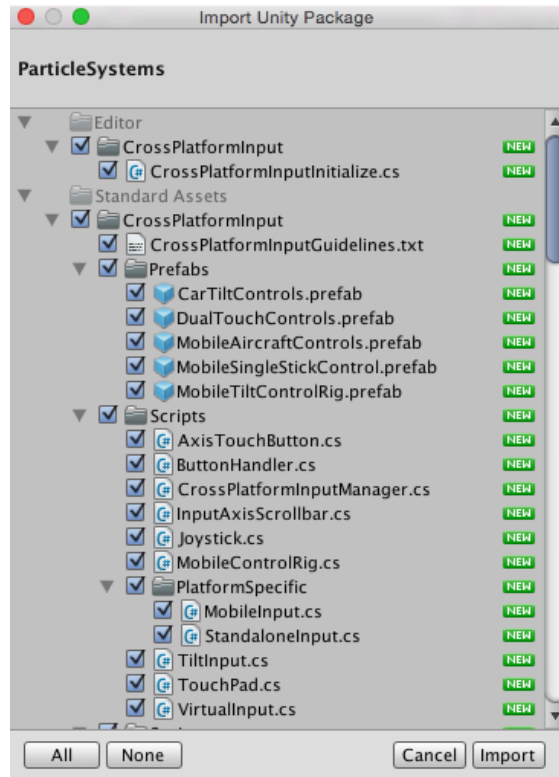 Import Unity Package
ParticleSystems
Editor
CrossPlatformInput NEW
CrossPlatformInputInitialize.cs NEW
Standard Assets
CrossPlatformInput NEW
CrossPlatformInputGuidelines.txt NEW
Prefabs NEW
CarTiltControls.prefab NEW
DualTouchControls.prefab NEW
MobileAircraftControls.prefab NEW
MobileSingleStickControl.prefab NEW
MobileTiltControlRig.prefab NEW
Scripts NEW
AxisTouchButton.cs NEW
ButtonHandler.cs NEW
CrossPlatformInputManager.cs NEW
InputAxisScrollbar.cs NEW
Joystick.cs NEW
MobileControlRig.cs NEW
PlatformSpecific NEW
MobileInput.cs NEW
StandaloneInput.cs NEW
TiltInput.cs NEW
TouchPad.cs NEW
VirtualInput.cs NEW
All None Cancel Import